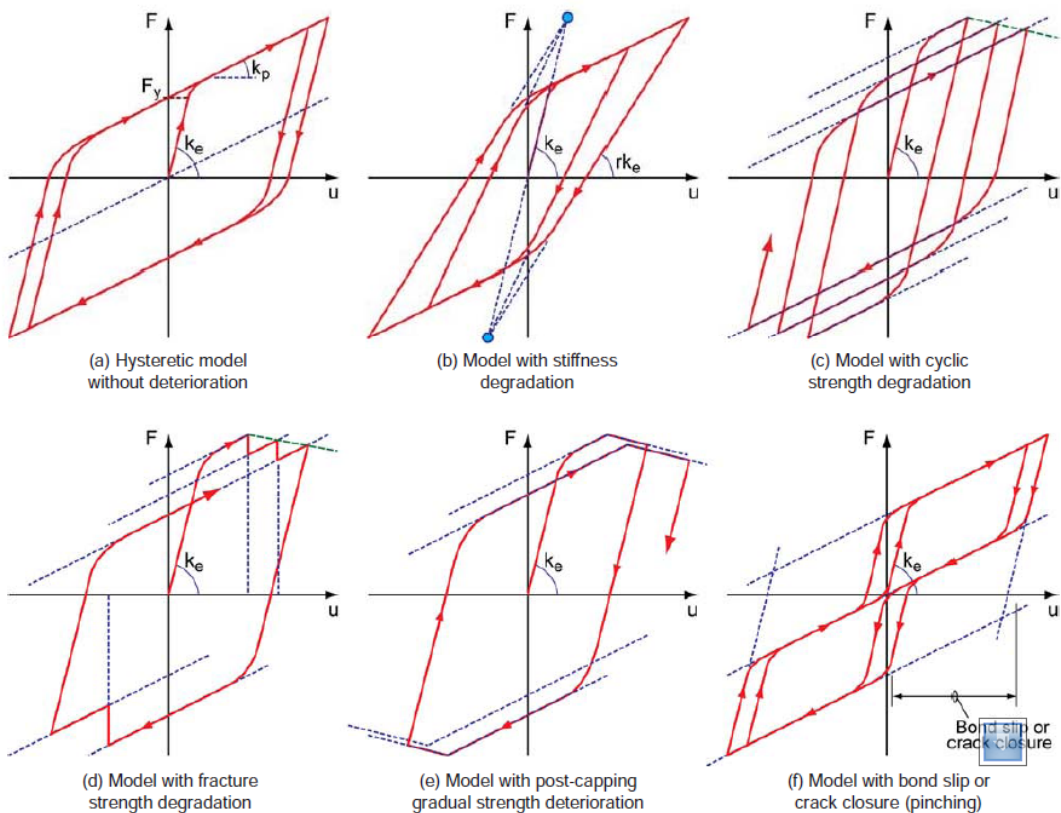 F
F
F
k_p
F_y
k_e
k_e
rk_e
k_e
u
u
u
(a) Hysteretic model
without deterioration
(b) Model with stiffness
degradation
(c) Model with cyclic
strength degradation
F
F
F
k_e
k_e
k_e
u
u
u
Bond slip or
crack closure
(d) Model with fracture
strength degradation
(e) Model with post-capping
gradual strength deterioration
(f) Model with bond slip or
crack closure (pinching)